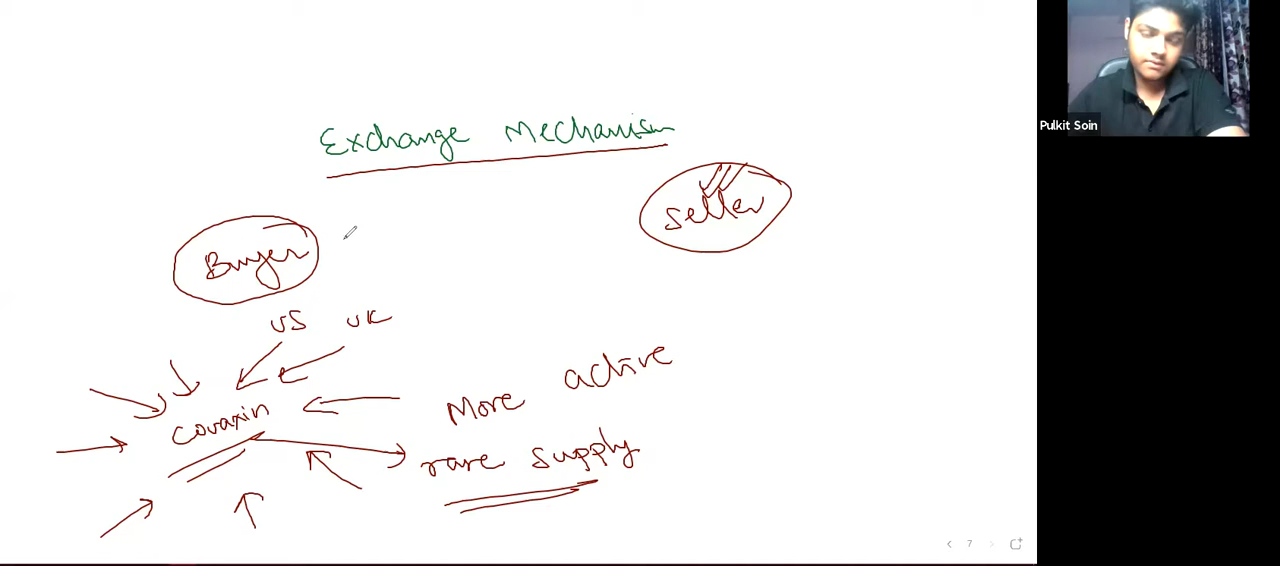 Exchange Mechanism
Pulkit Soin
Seller
Buyer
US UK
More active
Covaxin
rare supply
7